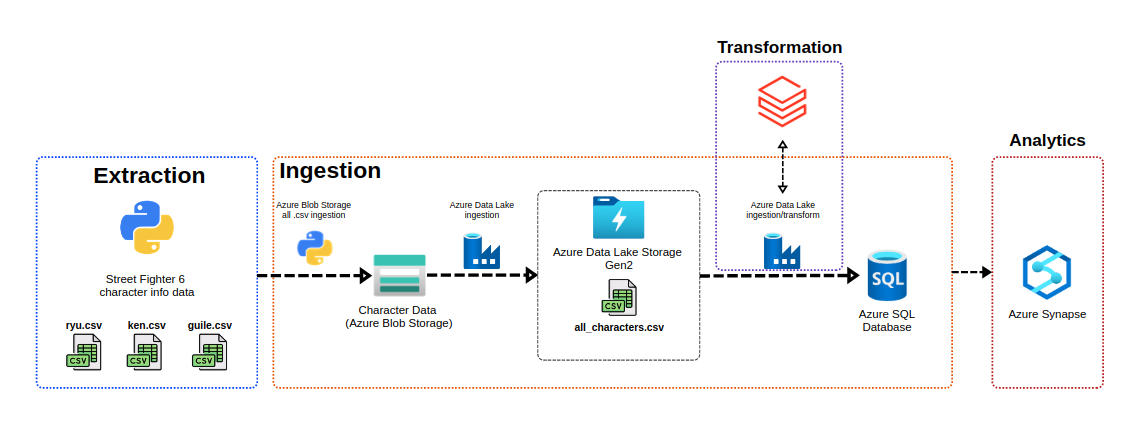 Transformation
Analytics
Extraction
Ingestion
Azure Blob Storage
all .csv ingestion
Azure Data Lake
ingestion
Azure Data Lake
ingestion/transform
Azure Data Lake Storage
Gen2
Street Fighter 6
character info data
SQL
Character Data
(Azure Blob Storage)
Azure SQL
Database
Azure Synapse
ryu.csv
ken.csv
guile.csv
all_characters.csv
CSV
CSV
CSV
CSV